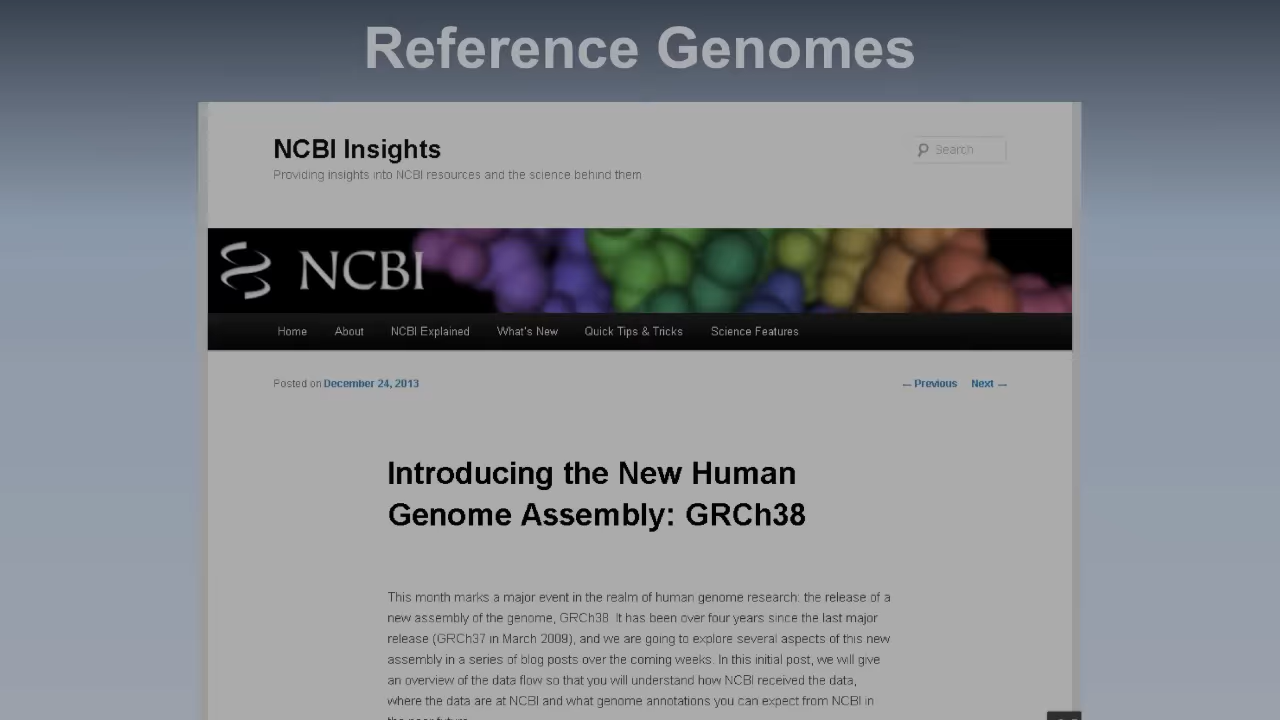 Reference Genomes
NCBI Insights
Search
Providing insights into NCBI resources and the science behind them
NCBI
Home About NCBI Explained What's New Quick Tips & Tricks Science Features
Posted on December 24, 2013
← Previous Next →
Introducing the New Human
Genome Assembly: GRCh38
This month marks a major event in the realm of human genome research: the release of a
new assembly of the genome, GRCh38. It has been over four years since the last major
release (GRCh37 in March 2009), and we are going to explore several aspects of this new
assembly in a series of blog posts over the coming weeks. In this initial post, we will give
an overview of the data flow so that you will understand how NCBI received the data,
where the data are at NCBI and what genome annotations you can expect from NCBI in